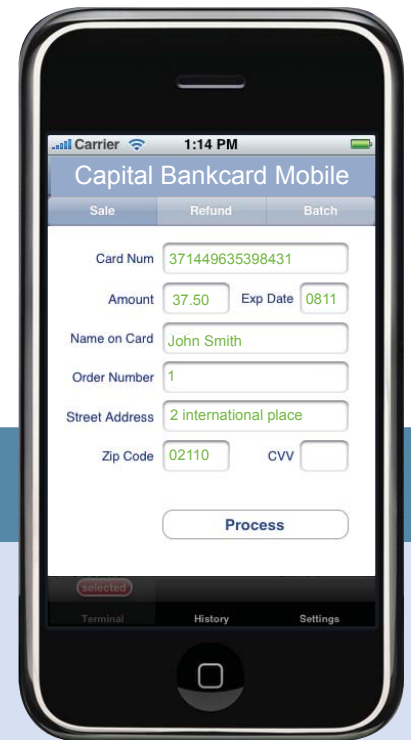 Carrier 1:14 PM
Capital Bankcard Mobile
Sale Refund Batch
Card Num 371449635398431
Amount 37.50 Exp Date 0811
Name on Card John Smith
Order Number 1
Street Address 2 international place
Zip Code 02110 CVV
Process
selected
Terminal History Settings